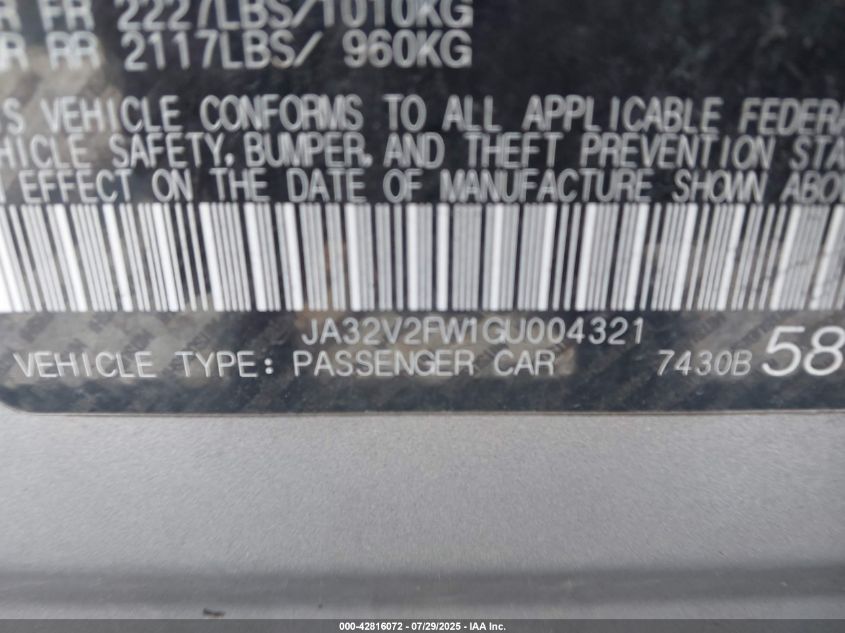 R FR 2227LBS/1010KG
R RR 2117LBS/ 960KG
S VEHICLE CONFORMS TO ALL APPLICABLE FEDERA
HICLE SAFETY, BUMPER, AND THEFT PREVENTION STA
EFFECT ON THE DATE OF MANUFACTURE SHOWN ABO
JA32V2FW1GU004321
VEHICLE TYPE: PASSENGER CAR 7430B 58
000-42816072 / 07/29/2025 - IAA Inc.